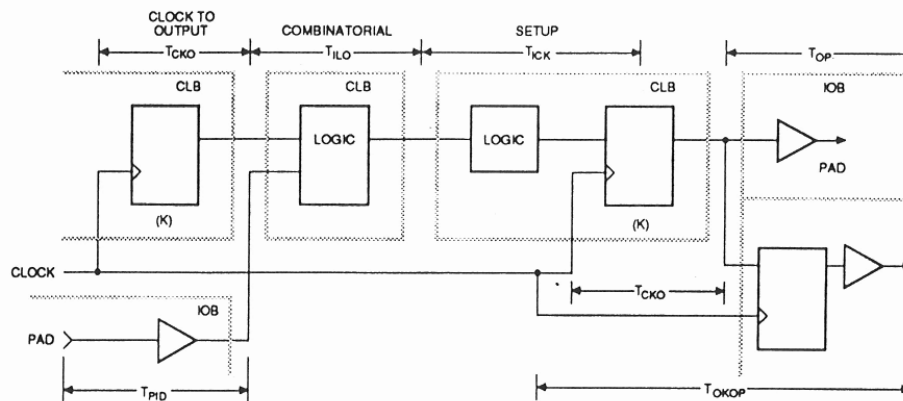 CLOCK TO
OUTPUT
COMBINATORIAL
SETUP
TCKO
TILO
TICK
TOP
CLB
CLB
CLB
IOB
LOGIC
LOGIC
PAD
(K)
(K)
CLOCK
TCKO
IOB
PAD
TPID
TOKOP